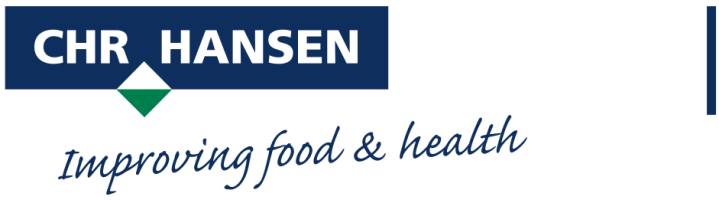 CHR HANSEN
Improving food & health